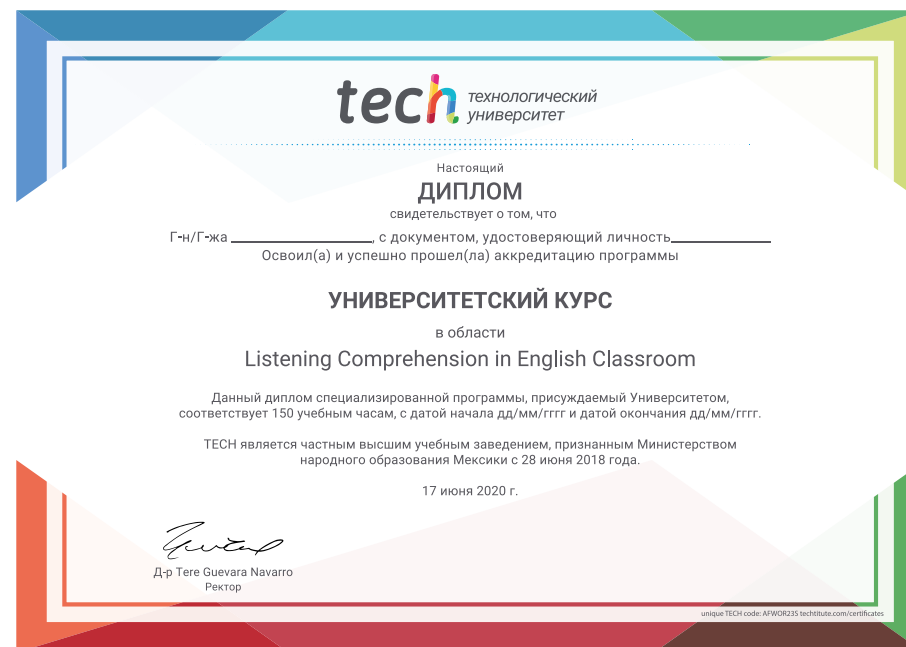 tech технологический
университет
Настоящий
ДИПЛОМ
свидетельствует о том, что
Г-н/Г-жа , с документом, удостоверяющий личность
Освоил(а) и успешно прошел(ла) аккредитацию программы
УНИВЕРСИТЕТСКИЙ КУРС
в области
Listening Comprehension in English Classroom
Данный диплом специализированной программы, присуждаемый Университетом,
соответствует 150 учебным часам, с датой начала дд/мм/гггг и датой окончания дд/мм/гггг.
TECH является частным высшим учебным заведением, признанным Министерством
народного образования Мексики с 28 июня 2018 года.
17 июня 2020 г.
Д-р Tere Guevara Navarro
Ректор
unique TECH code: AFWOR23S techtitute.com/certificates